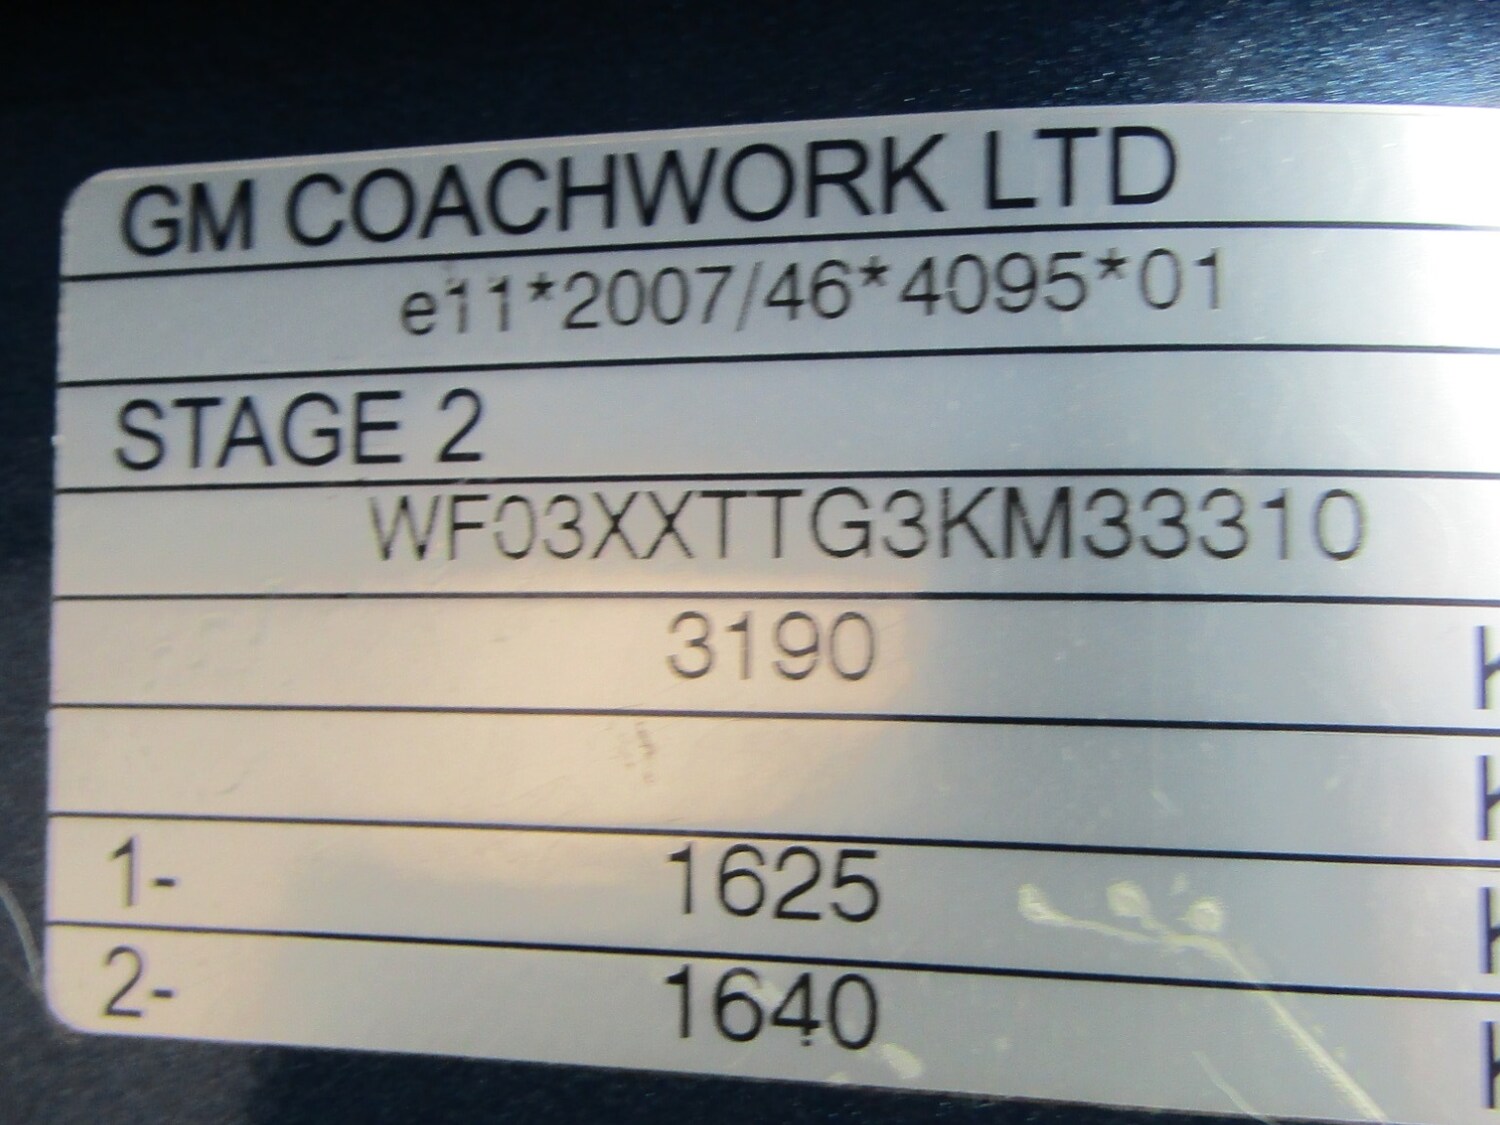 GM COACHWORK LTD
e11*2007/46*4095*01
STAGE 2
WF03XXTTG3KM33310
3190 K
K
1- 1625 K
2- 1640 K